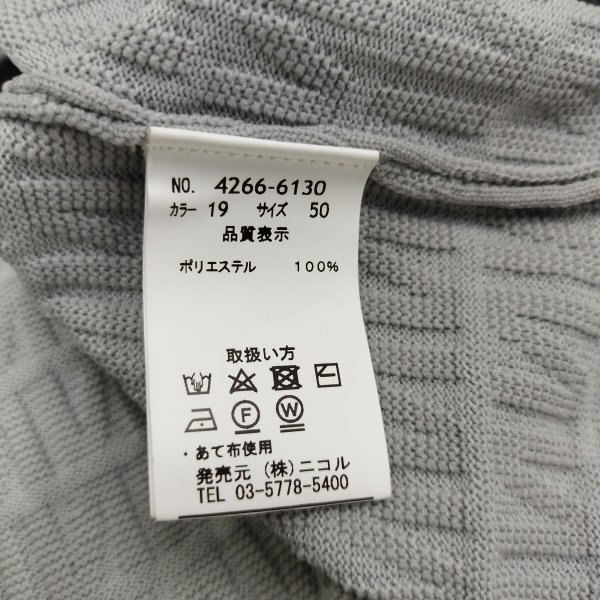 NO. 4266-6130
カラー 19 サイズ 50
品質表示
ポリエステル 100%
取扱い方
F W
・あて布使用
発売元 (株)ニコル
TEL 03-5778-5400